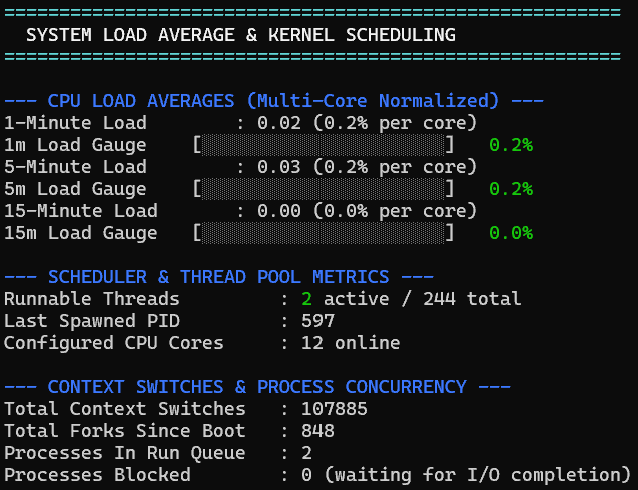 ========================================================
SYSTEM LOAD AVERAGE & KERNEL SCHEDULING
========================================================
--- CPU LOAD AVERAGES (Multi-Core Normalized) ---
1-Minute Load : 0.02 (0.2% per core)
1m Load Gauge [░░░░░░░░░░░░░░░░░░░░░░] 0.2%
5-Minute Load : 0.03 (0.2% per core)
5m Load Gauge [░░░░░░░░░░░░░░░░░░░░░░] 0.2%
15-Minute Load : 0.00 (0.0% per core)
15m Load Gauge [░░░░░░░░░░░░░░░░░░░░░░] 0.0%
--- SCHEDULER & THREAD POOL METRICS ---
Runnable Threads : 2 active / 244 total
Last Spawned PID : 597
Configured CPU Cores : 12 online
--- CONTEXT SWITCHES & PROCESS CONCURRENCY ---
Total Context Switches : 107885
Total Forks Since Boot : 848
Processes In Run Queue : 2
Processes Blocked : 0 (waiting for I/O completion)